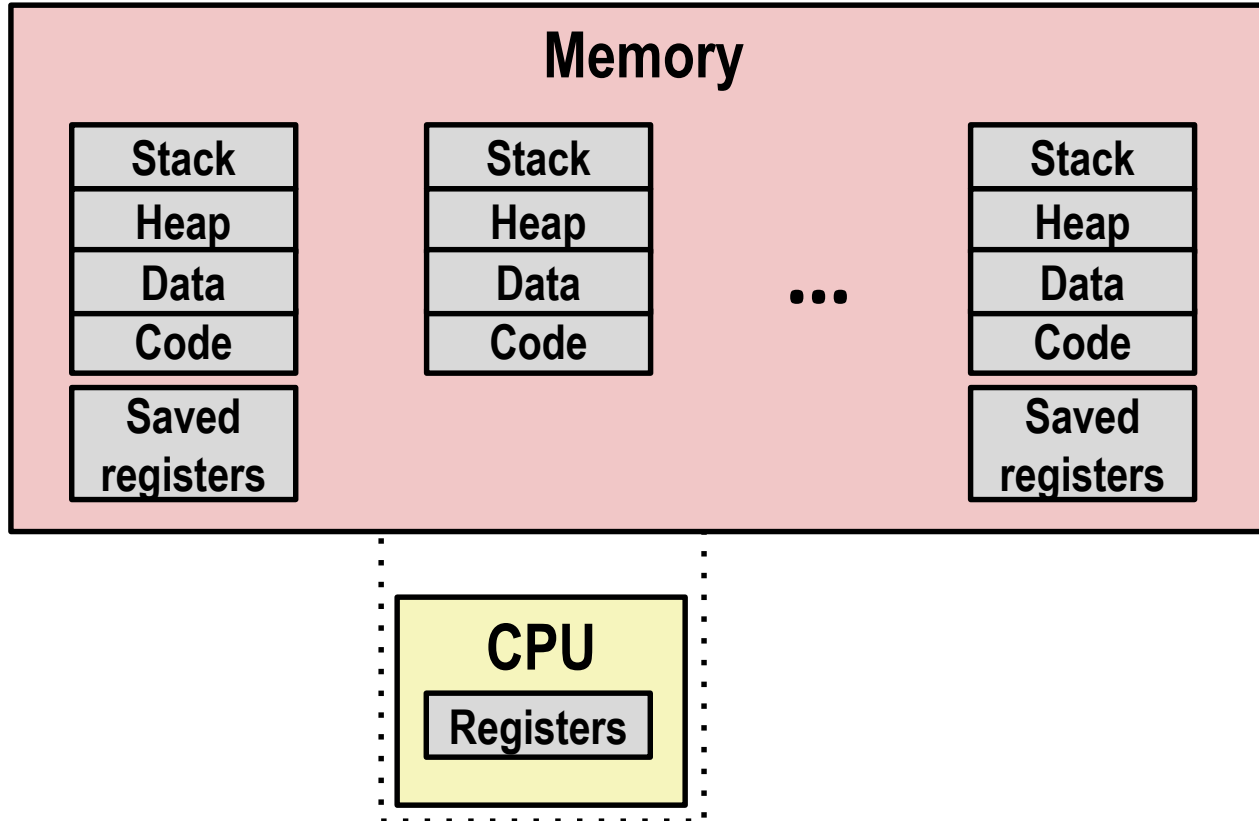 Memory
Stack
Heap
Data
Code
Saved
registers
Stack
Heap
Data
Code
...
Stack
Heap
Data
Code
Saved
registers
CPU
Registers